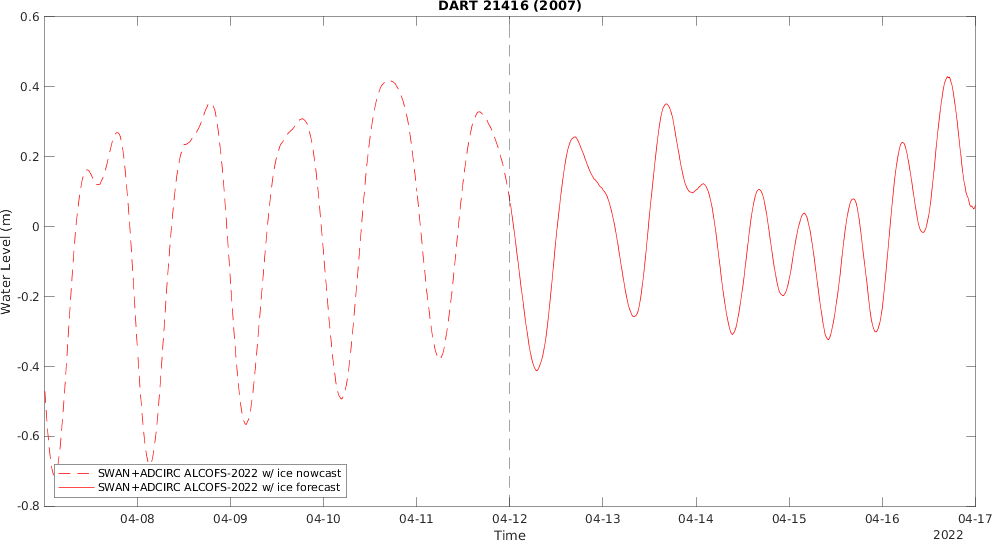 DART 21416 (2007)
0.6
0.4
0.2
0
-0.2
-0.4
-0.6
-0.8
Water Level (m)
SWAN+ADCIRC ALCOFS-2022 w/ ice nowcast
SWAN+ADCIRC ALCOFS-2022 w/ ice forecast
04-08 04-09 04-10 04-11 04-12 04-13 04-14 04-15 04-16 04-17
Time
2022